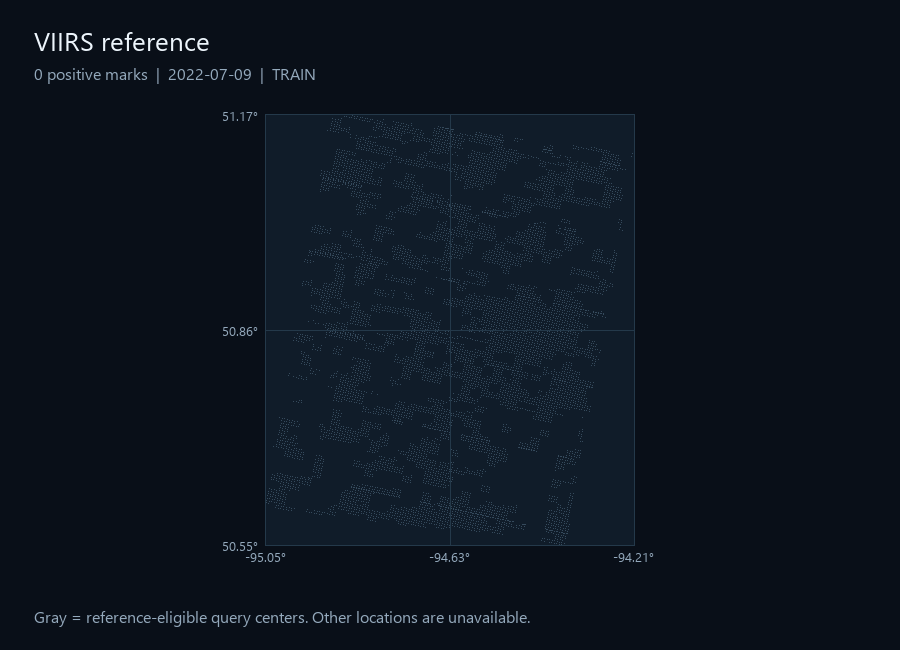 VIIRS reference
0 positive marks | 2022-07-09 | TRAIN
51.17°
50.86°
50.55°
-95.05° -94.63° -94.21°
Gray = reference-eligible query centers. Other locations are unavailable.